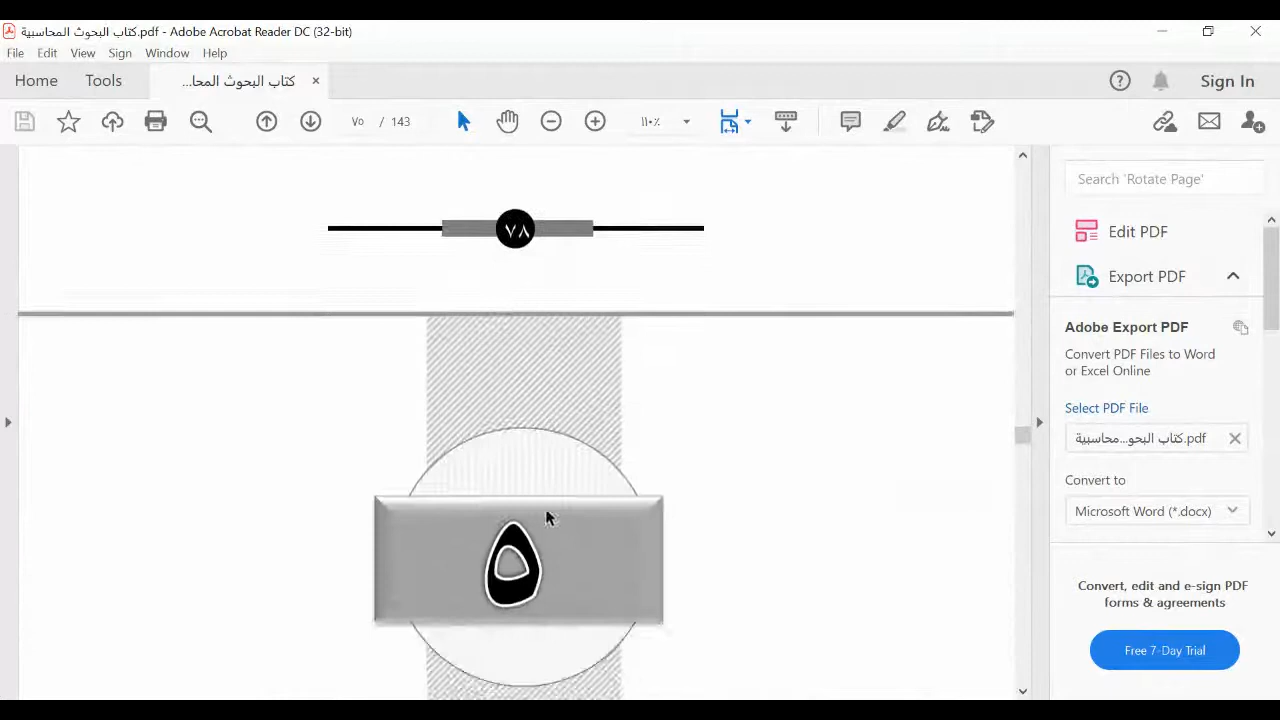 كتاب البحوث المحاسبية.pdf - Adobe Acrobat Reader DC (32-bit)
File Edit View Sign Window Help
Home Tools كتاب البحوث المحا... × Sign In
٧٥ / 143 ١١٠٪
٧٨
٥
Search 'Rotate Page'
Edit PDF
Export PDF
Adobe Export PDF
Convert PDF Files to Word
or Excel Online
Select PDF File
كتاب البحو...محاسبية.pdf
Convert to
Microsoft Word (*.docx)
Convert, edit and e-sign PDF
forms & agreements
Free 7-Day Trial